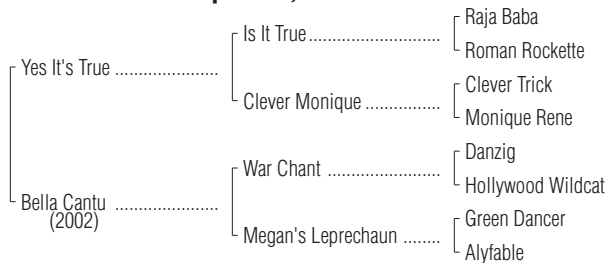 Raja Baba
Is It True
Roman Rockette
Yes It's True
Clever Trick
Clever Monique
Monique Rene
Danzig
War Chant
Hollywood Wildcat
Bella Cantu
(2002)
Green Dancer
Megan's Leprechaun
Alyfable